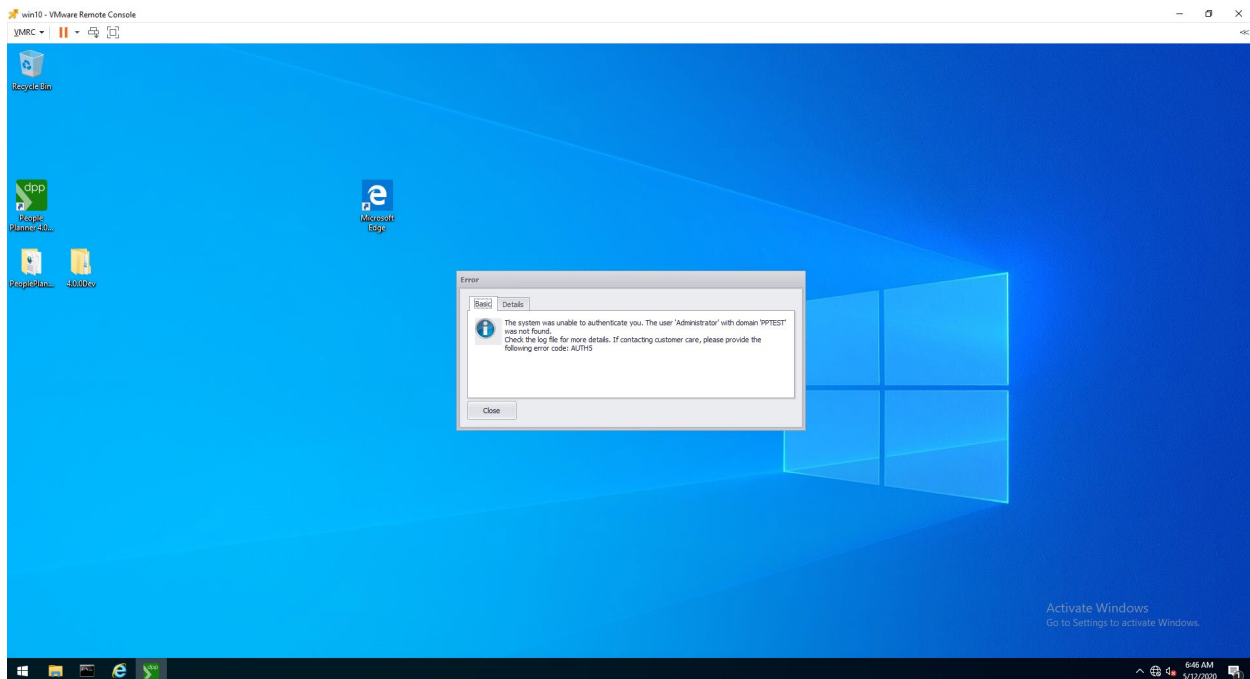 win10 - VMware Remote Console
VMRC
Recycle Bin
dpp
People
Planner 4.0...
Microsoft
Edge
PeoplePlan...
4.0.0Dev
Error
Basic
Details
The system was unable to authenticate you. The user 'Administrator' with domain 'PPTEST'
was not found.
Check the log file for more details. If contacting customer care, please provide the
following error code: AUTH5
Close
Activate Windows
Go to Settings to activate Windows.
dpp
6:46 AM
5/12/2020